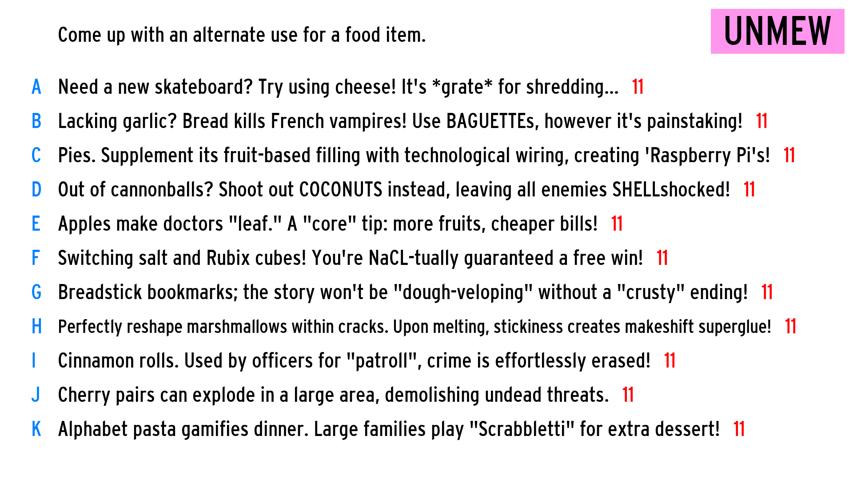 Come up with an alternate use for a food item.
UNMEW
A Need a new skateboard? Try using cheese! It's *grate* for shredding... 11
B Lacking garlic? Bread kills French vampires! Use BAGUETTEs, however it's painstaking! 11
C Pies. Supplement its fruit-based filling with technological wiring, creating 'Raspberry Pi's! 11
D Out of cannonballs? Shoot out COCONUTS instead, leaving all enemies SHELLshocked! 11
E Apples make doctors "leaf." A "core" tip: more fruits, cheaper bills! 11
F Switching salt and Rubix cubes! You're NaCL-tually guaranteed a free win! 11
G Breadstick bookmarks; the story won't be "dough-veloping" without a "crusty" ending! 11
H Perfectly reshape marshmallows within cracks. Upon melting, stickiness creates makeshift superglue! 11
I Cinnamon rolls. Used by officers for "patroll", crime is effortlessly erased! 11
J Cherry pairs can explode in a large area, demolishing undead threats. 11
K Alphabet pasta gamifies dinner. Large families play "Scrabbletti" for extra dessert! 11